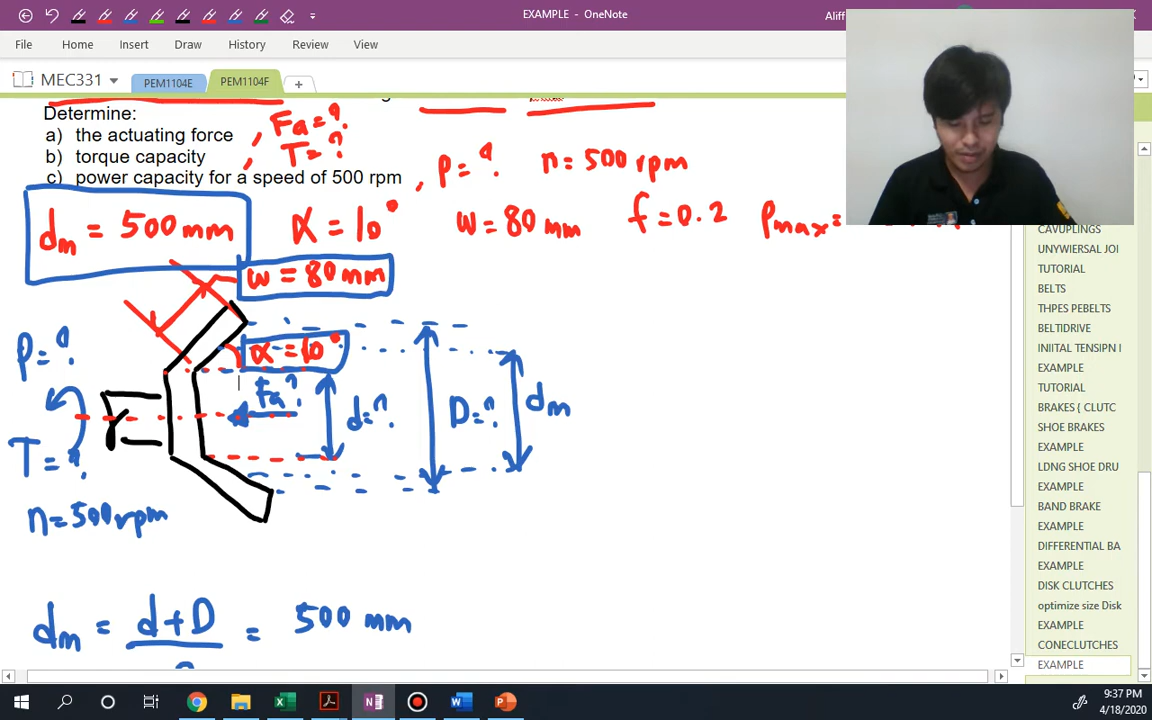 EXAMPLE - OneNote
Aliff
File Home Insert Draw History Review View
MEC331
PEM1104E
PEM1104F
Determine:
a) the actuating force , Fa = ?
b) torque capacity , T = ?
c) power capacity for a speed of 500 rpm , P = ? n = 500 rpm
dm = 500 mm α = 10° w = 80 mm f = 0.2 Pmax =
w = 80 mm
α = 10°
P = ?
Fa?
d = ?
D = ?
dm
T = ?
n = 500 rpm
dm = d + D = 500 mm
CAVUPLINGS
UNYWIERSAL JOI
TUTORIAL
BELTS
THPES PEBELTS
BELTIDRIVE
INIITAL TENSIPN I
EXAMPLE
TUTORIAL
BRAKES ( CLUTC
SHOE BRAKES
EXAMPLE
LDNG SHOE DRU
EXAMPLE
BAND BRAKE
EXAMPLE
DIFFERENTIAL BA
EXAMPLE
DISK CLUTCHES
optimize size Disk
EXAMPLE
CONECLUTCHES
EXAMPLE
9:37 PM
4/18/2020